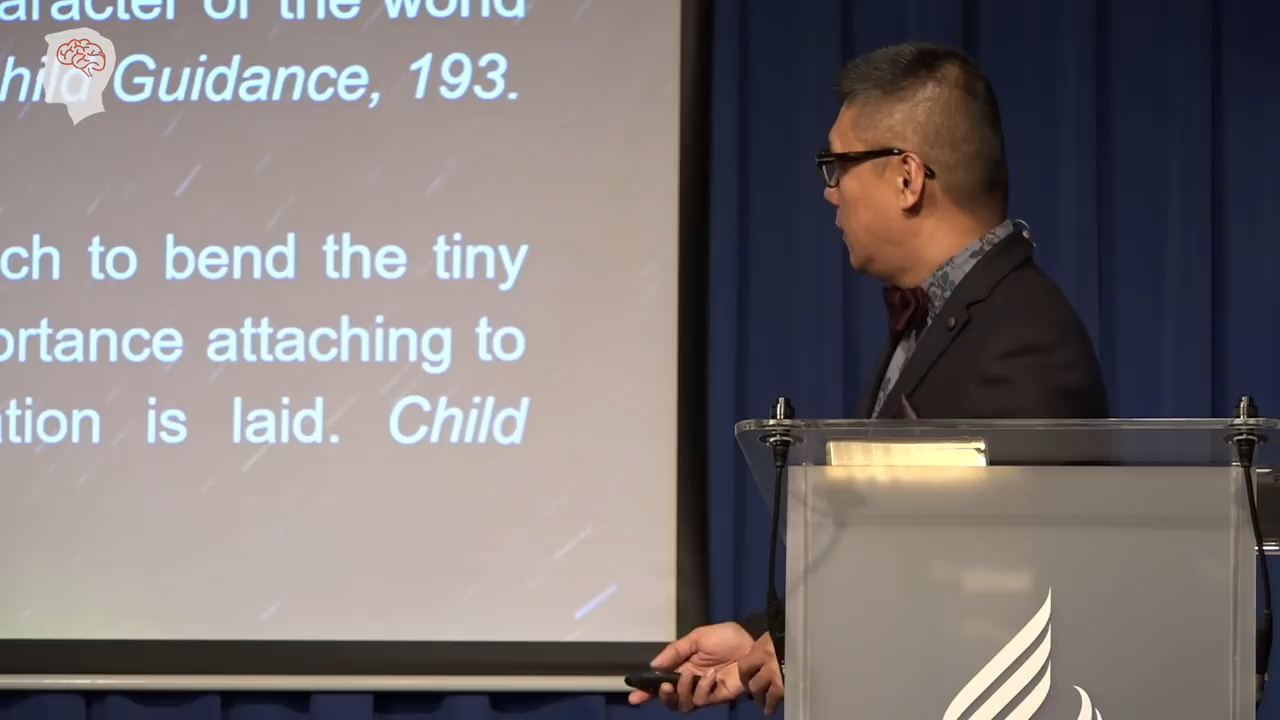 aracter of the world
hild Guidance, 193.
ch to bend the tiny
ortance attaching to
ation is laid. Child